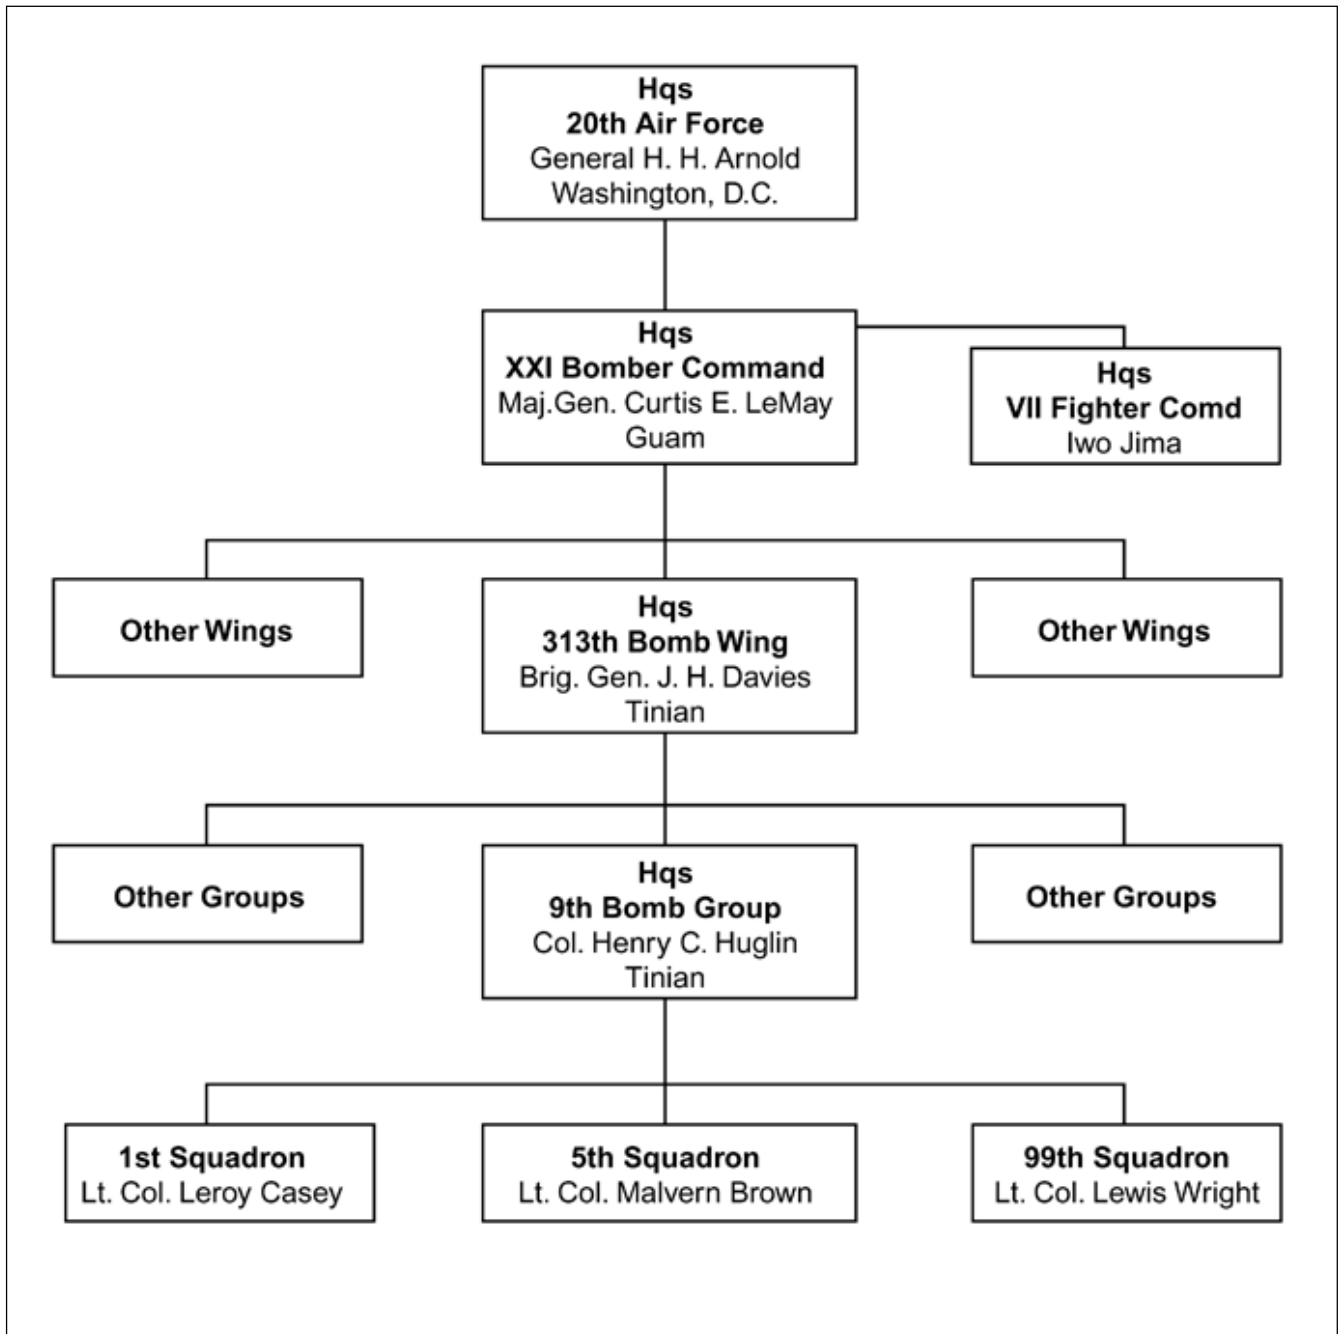 Hqs
20th Air Force
General H. H. Arnold
Washington, D.C.
Hqs
XXI Bomber Command
Maj.Gen. Curtis E. LeMay
Guam
Hqs
VII Fighter Comd
Iwo Jima
Other Wings
Hqs
313th Bomb Wing
Brig. Gen. J. H. Davies
Tinian
Other Wings
Other Groups
Hqs
9th Bomb Group
Col. Henry C. Huglin
Tinian
Other Groups
1st Squadron
Lt. Col. Leroy Casey
5th Squadron
Lt. Col. Malvern Brown
99th Squadron
Lt. Col. Lewis Wright